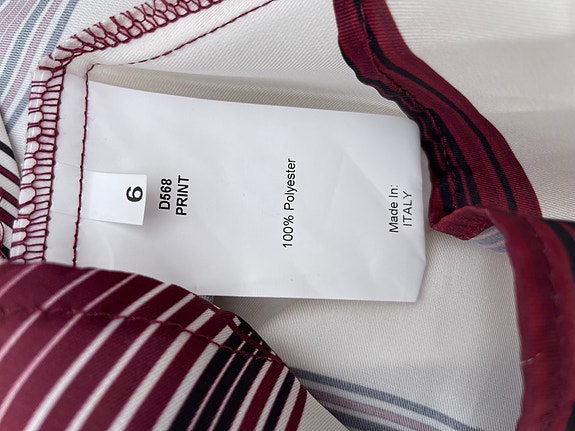 6
D568
PRINT
100% Polyester
Made In:
ITALY